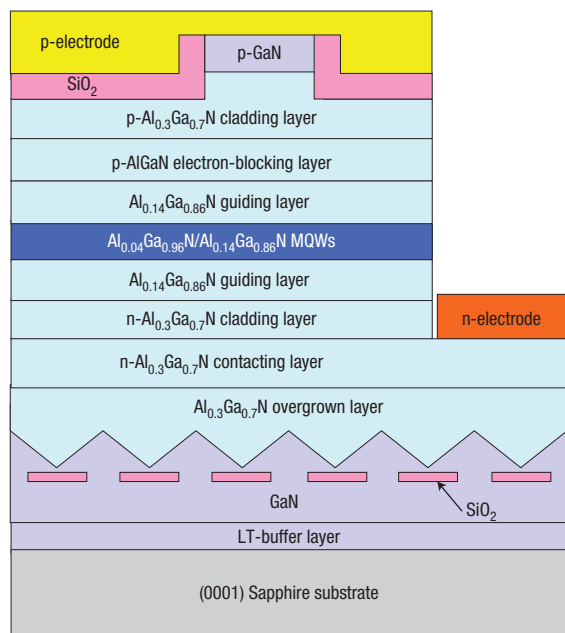 p-electrode
p-GaN
SiO₂
p-Al₀.₃Ga₀.₇N cladding layer
p-AlGaN electron-blocking layer
Al₀.₁₄Ga₀.₈₆N guiding layer
Al₀.₀₄Ga₀.₉₆N/Al₀.₁₄Ga₀.₈₆N MQWs
Al₀.₁₄Ga₀.₈₆N guiding layer
n-Al₀.₃Ga₀.₇N cladding layer
n-electrode
n-Al₀.₃Ga₀.₇N contacting layer
Al₀.₃Ga₀.₇N overgrown layer
GaN
SiO₂
LT-buffer layer
(0001) Sapphire substrate